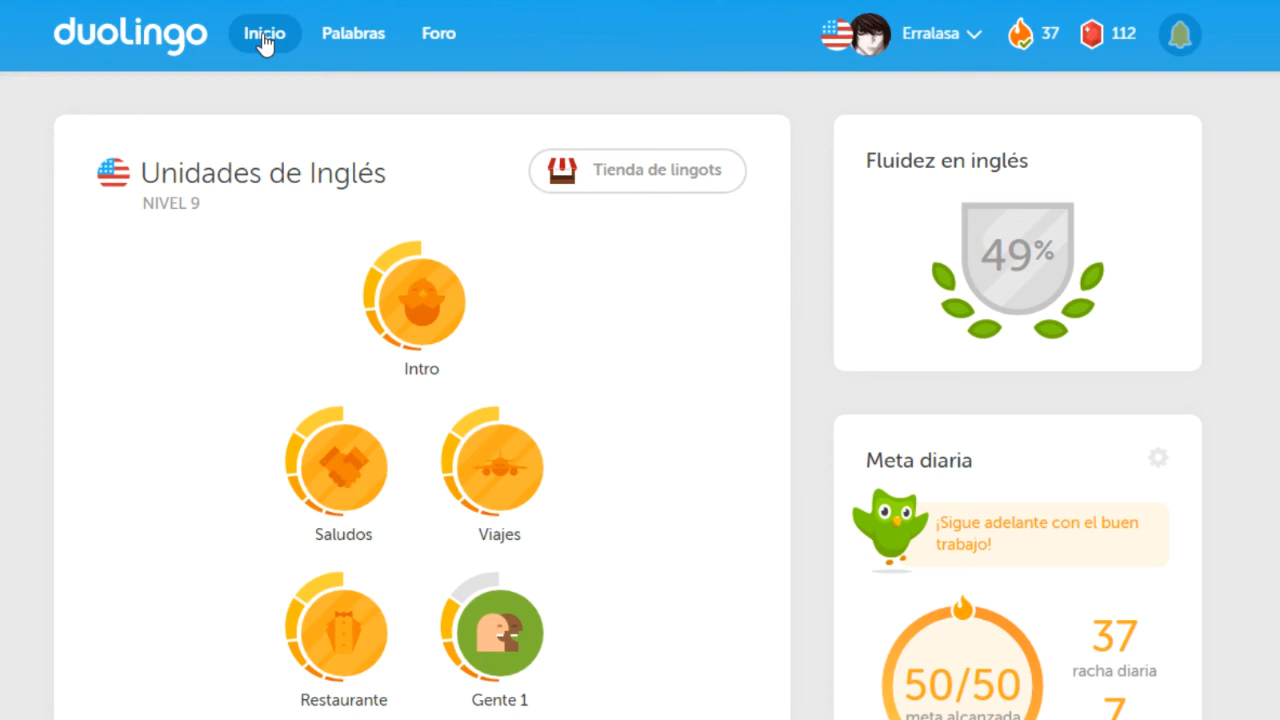 duolingo
Inicio
Palabras
Foro
Erralasa
37
112
Unidades de Inglés
NIVEL 9
Tienda de lingots
Intro
Saludos
Viajes
Restaurante
Gente 1
Fluidez en inglés
49%
Meta diaria
¡Sigue adelante con el buen
trabajo!
50/50
meta alcanzada
37
racha diaria
7